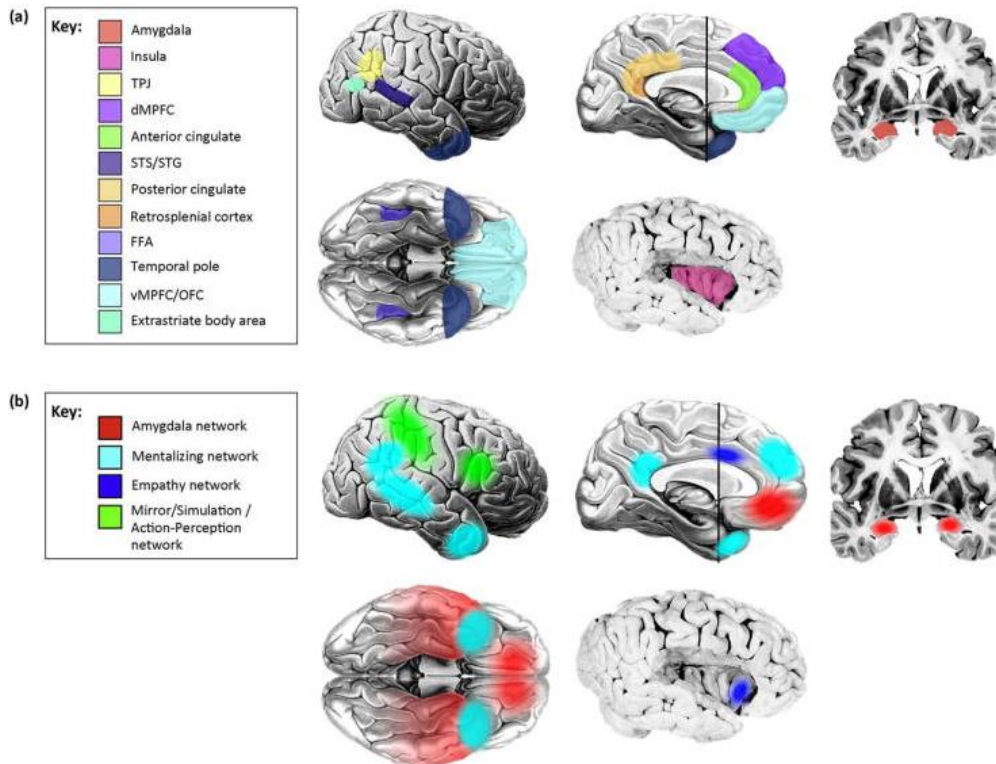 (a)
Key:
Amygdala
Insula
TPJ
dMPFC
Anterior cingulate
STS/STG
Posterior cingulate
Retrosplenial cortex
FFA
Temporal pole
vMPFC/OFC
Extrastriate body area
(b)
Key:
Amygdala network
Mentalizing network
Empathy network
Mirror/Simulation /
Action-Perception
network